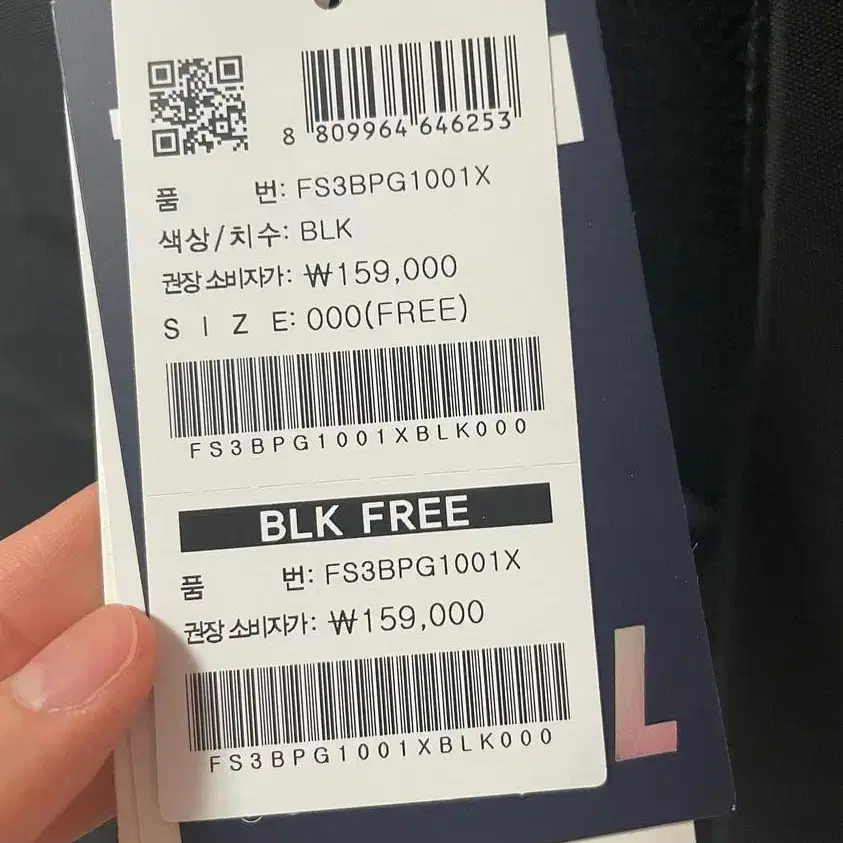 8 809964 646253
품 번: FS3BPG1001X
색상/치수: BLK
권장 소비자가: ₩159,000
S I Z E: 000(FREE)
FS3BPG1001XBLK000
BLK FREE
품 번: FS3BPG1001X
권장 소비자가: ₩159,000
FS3BPG1001XBLK000
L